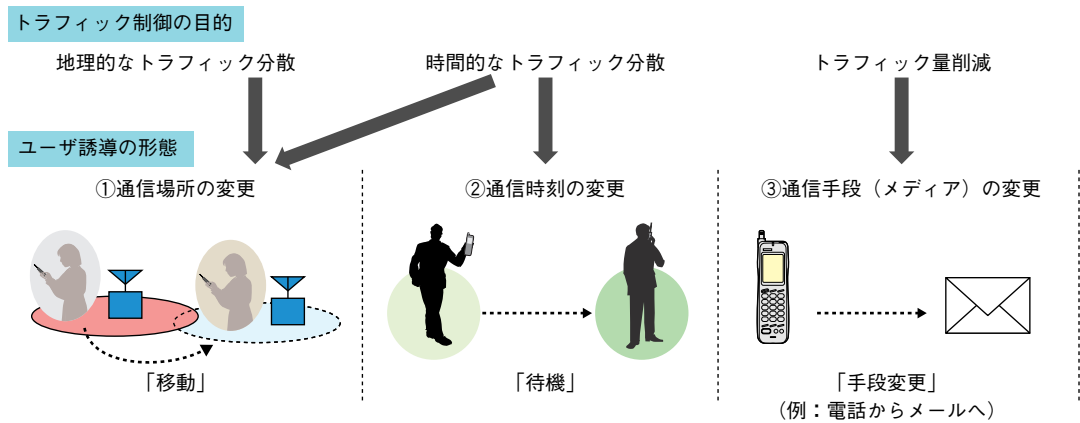 トラフィック制御の目的
地理的なトラフィック分散
時間的なトラフィック分散
トラフィック量削減
ユーザ誘導の形態
①通信場所の変更
②通信時刻の変更
③通信手段（メディア）の変更
「移動」
「待機」
「手段変更」
（例：電話からメールへ）